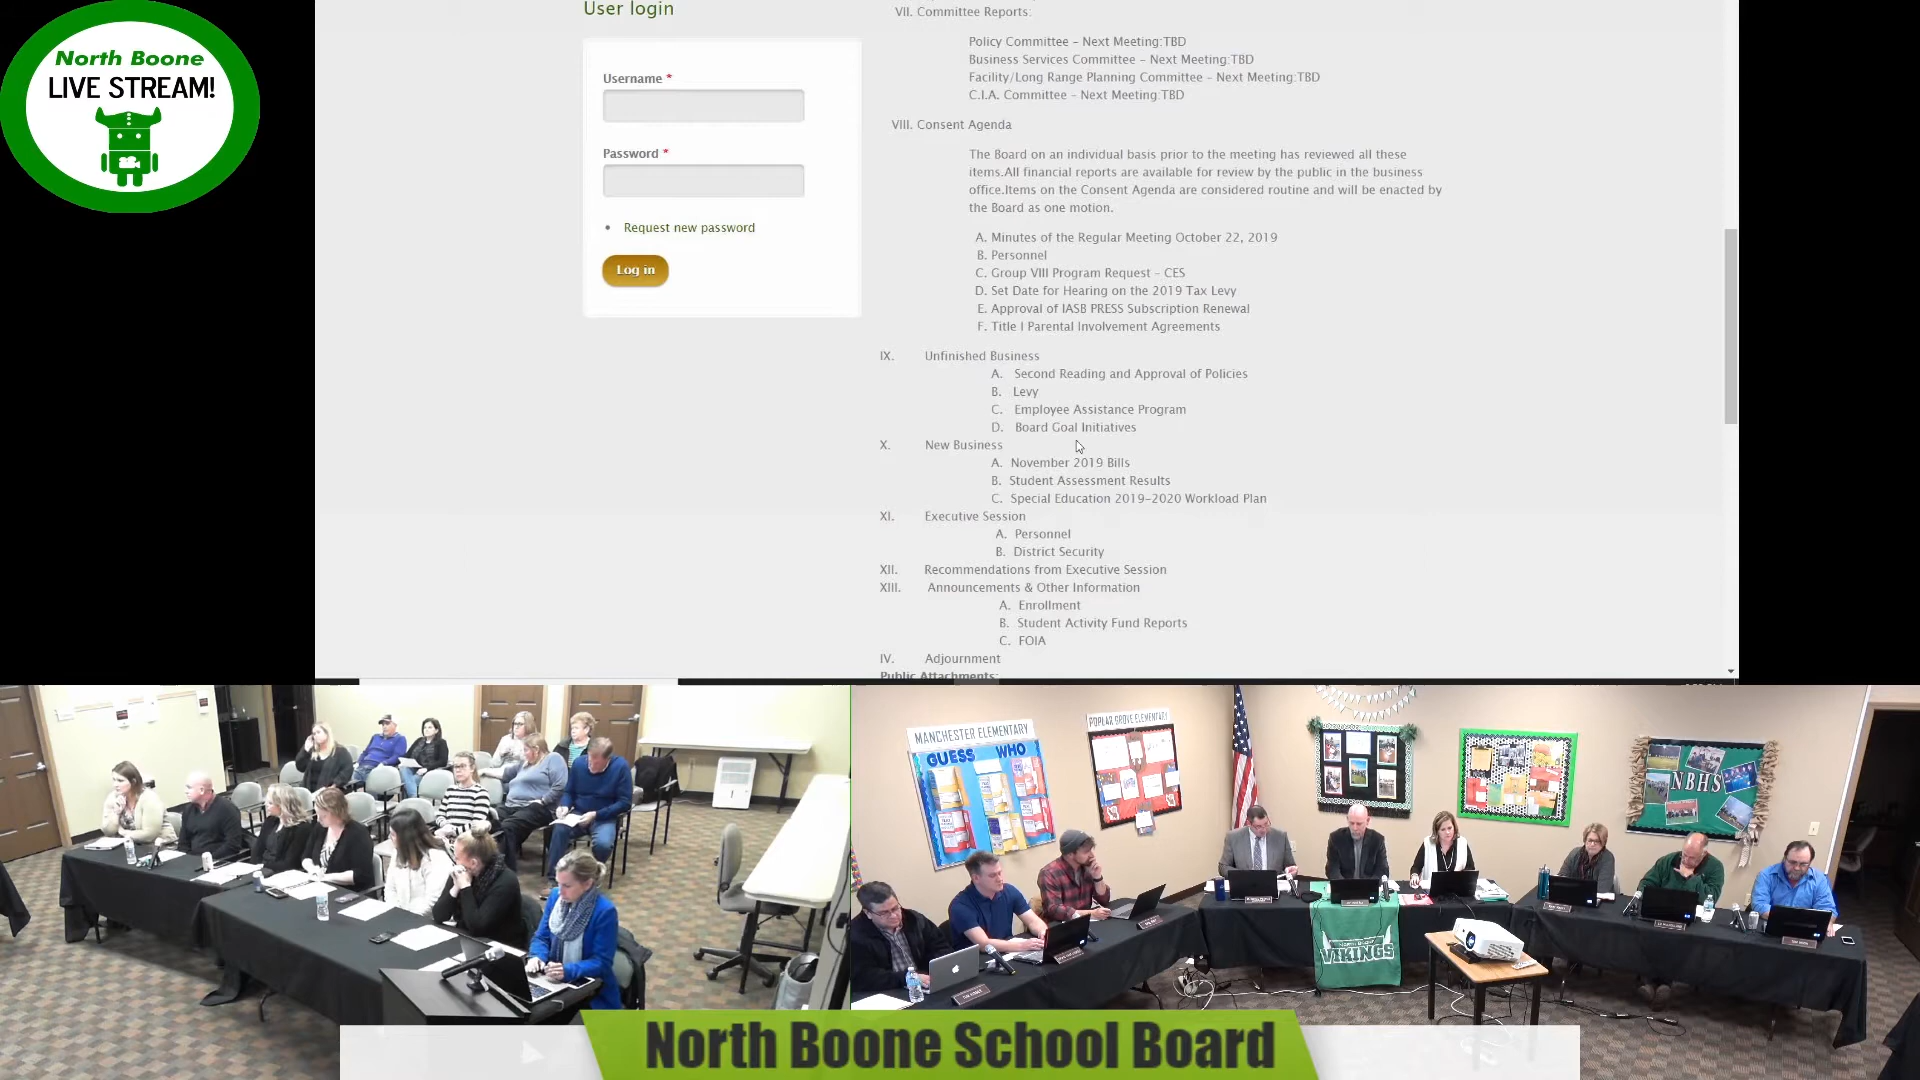 North Boone
LIVE STREAM!
User login
Username *
Password *
Request new password
Log in
VII. Committee Reports:
Policy Committee – Next Meeting:TBD
Business Services Committee – Next Meeting:TBD
Facility/Long Range Planning Committee – Next Meeting:TBD
C.I.A. Committee – Next Meeting:TBD
VIII. Consent Agenda
The Board on an individual basis prior to the meeting has reviewed all these
items.All financial reports are available for review by the public in the business
office.Items on the Consent Agenda are considered routine and will be enacted by
the Board as one motion.
A. Minutes of the Regular Meeting October 22, 2019
B. Personnel
C. Group VIII Program Request – CES
D. Set Date for Hearing on the 2019 Tax Levy
E. Approval of IASB PRESS Subscription Renewal
F. Title I Parental Involvement Agreements
IX. Unfinished Business
A. Second Reading and Approval of Policies
B. Levy
C. Employee Assistance Program
D. Board Goal Initiatives
X. New Business
A. November 2019 Bills
B. Student Assessment Results
C. Special Education 2019-2020 Workload Plan
XI. Executive Session
A. Personnel
B. District Security
XII. Recommendations from Executive Session
XIII. Announcements & Other Information
A. Enrollment
B. Student Activity Fund Reports
C. FOIA
IV. Adjournment
Public Attachments:
MANCHESTER ELEMENTARY
GUESS WHO
POPLAR GROVE ELEMENTARY
NBHS
NORTH BOONE
VIKINGS
North Boone School Board